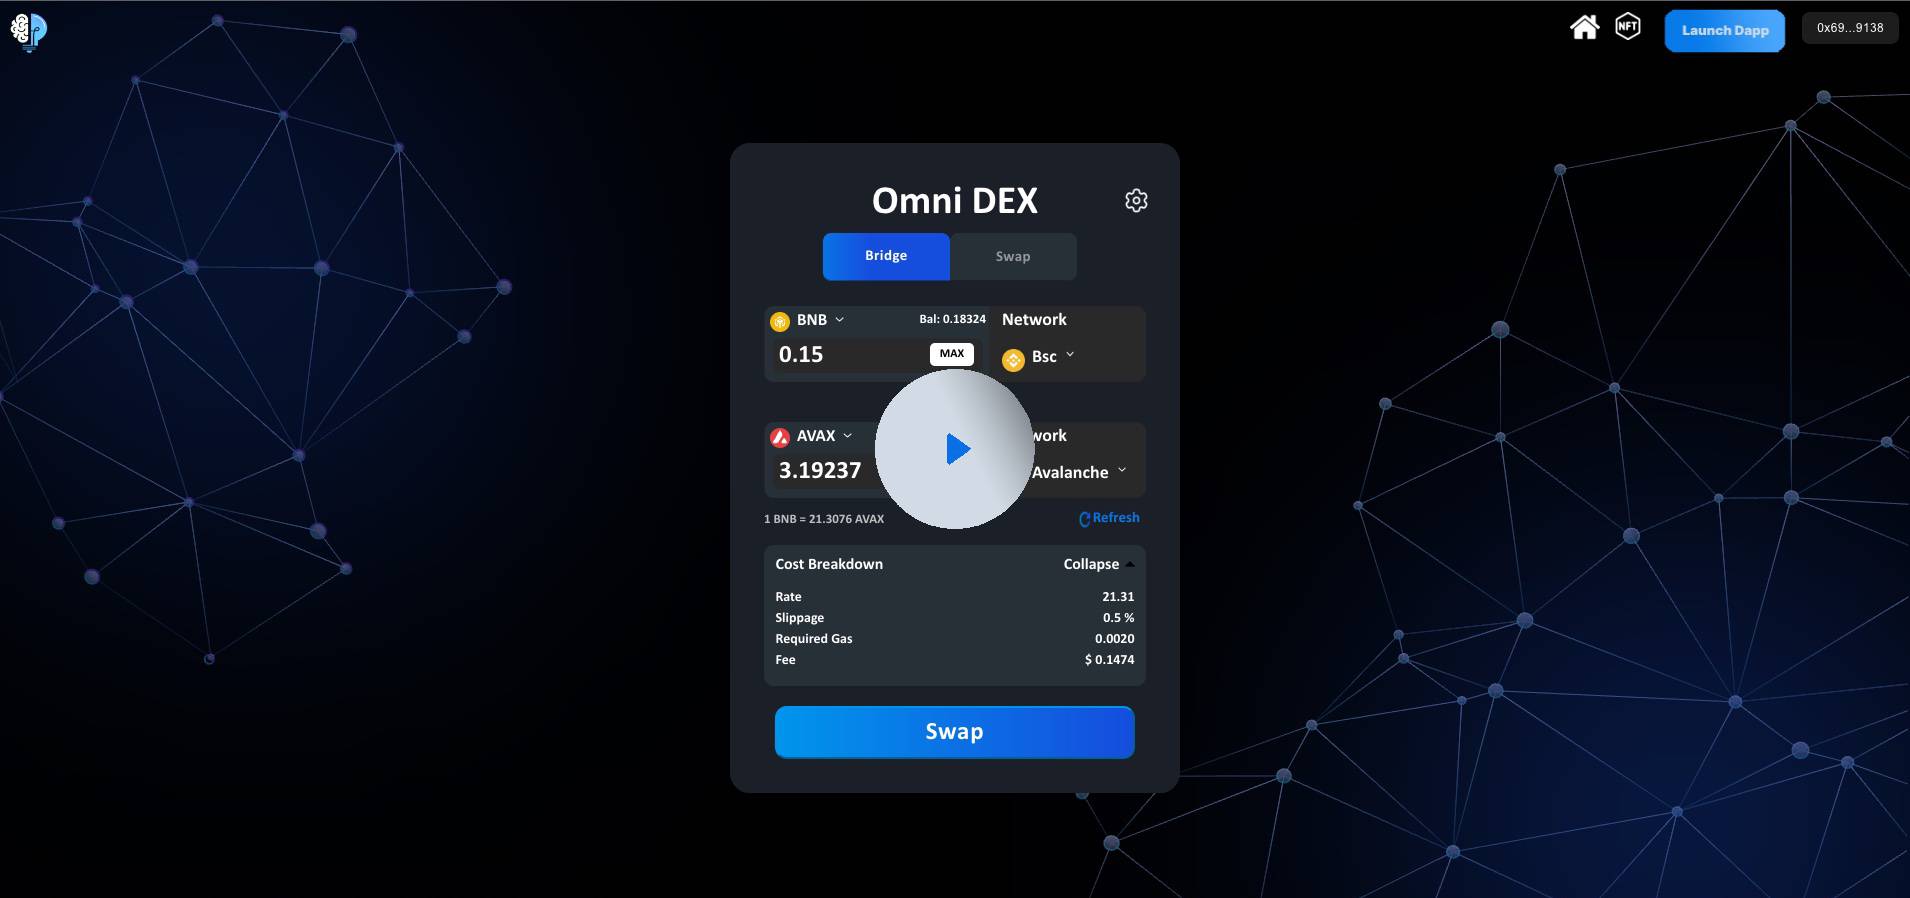 NFT
Launch Dapp
0x69...9138
Omni DEX
Bridge
Swap
BNB
Bal: 0.18324
Network
0.15
MAX
Bsc
AVAX
work
3.19237
Avalanche
1 BNB = 21.3076 AVAX
Refresh
Cost Breakdown
Collapse
Rate
21.31
Slippage
0.5 %
Required Gas
0.0020
Fee
$ 0.1474
Swap